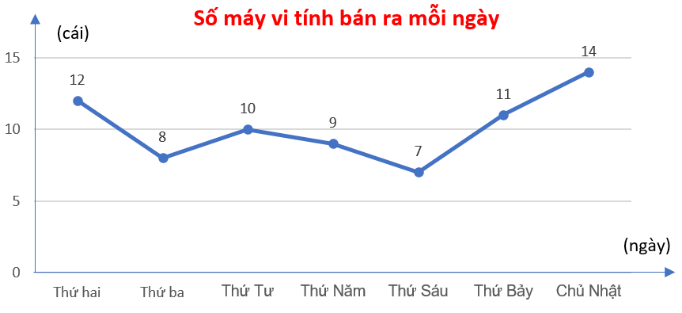 Số máy vi tính bán ra mỗi ngày
(cái)
15
14
12
11
10
9
8
7
10
5
(ngày)
0
Thứ hai Thứ ba Thứ Tư Thứ Năm Thứ Sáu Thứ Bảy Chủ Nhật